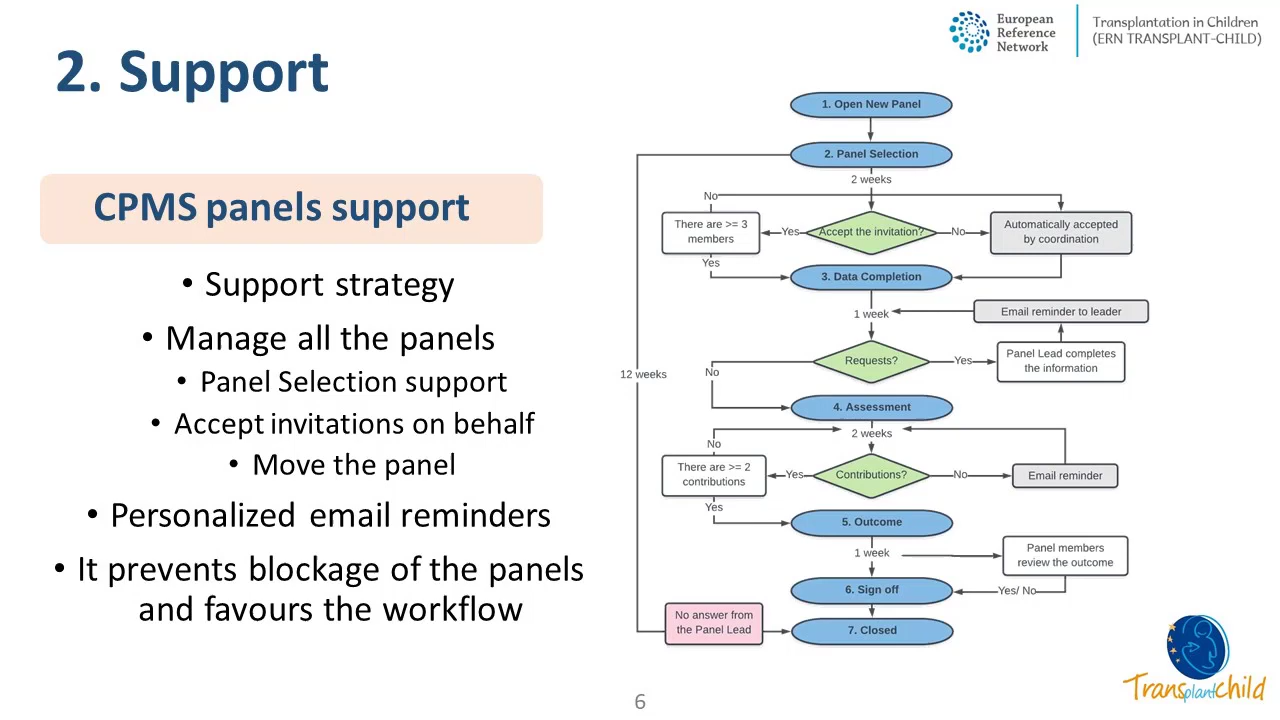 European
Reference
Network
Transplantation in Children
(ERN TRANSPLANT-CHILD)
2. Support
CPMS panels support
• Support strategy
• Manage all the panels
• Panel Selection support
• Accept invitations on behalf
• Move the panel
• Personalized email reminders
• It prevents blockage of the panels
and favours the workflow
1. Open New Panel
2. Panel Selection
2 weeks
No
There are >= 3
members
Yes
Accept the invitation?
No
Automatically accepted
by coordination
Yes
3. Data Completion
1 week
Email reminder to leader
Requests?
Yes
Panel Lead completes
the information
12 weeks
No
4. Assessment
2 weeks
No
There are >= 2
contributions
Yes
Contributions?
No
Email reminder
Yes
5. Outcome
1 week
Panel members
review the outcome
6. Sign off
Yes/ No
No answer from
the Panel Lead
7. Closed
Transplantchild
6